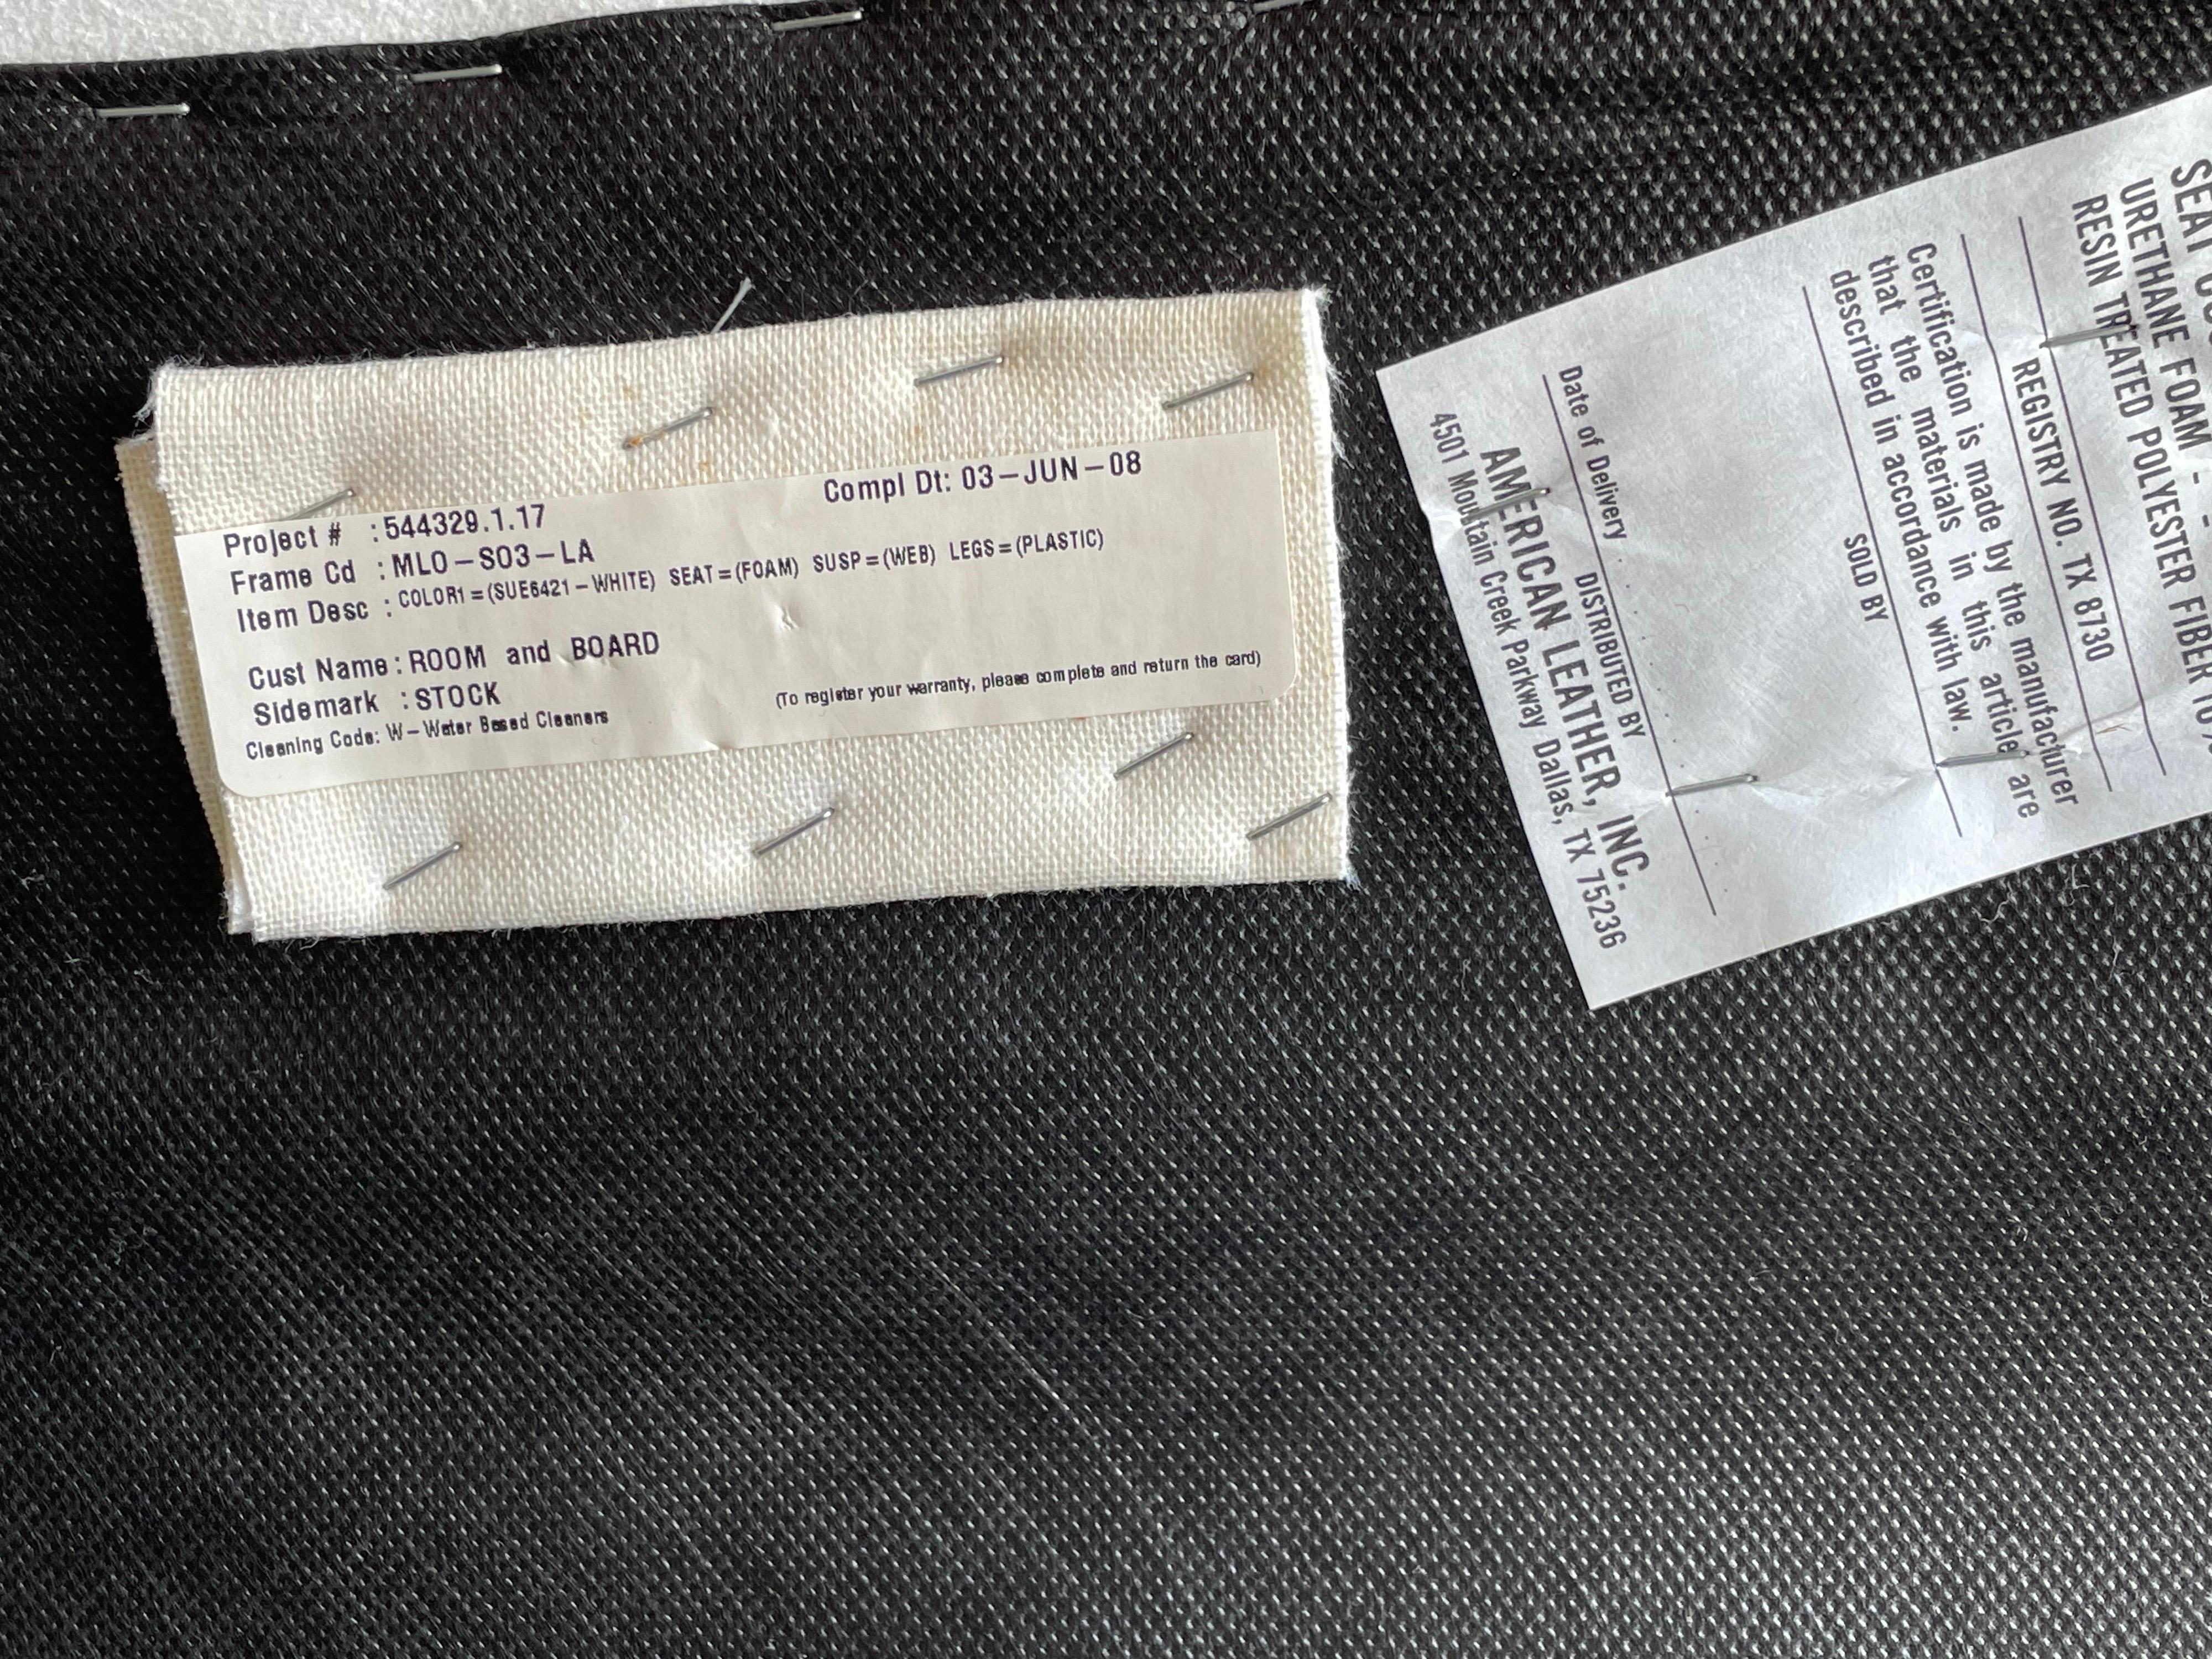 Project # : 544329.1.17 Compl Dt: 03-JUN-08
Frame Cd : MLO-S03-LA
Item Desc : COLOR1=(SUE6421-WHITE) SEAT=(FOAM) SUSP=(WEB) LEGS=(PLASTIC)
Cust Name: ROOM and BOARD
Sidemark : STOCK
(To register your warranty, please complete and return the card)
Cleaning Code: W-Water Based Cleaners
URETHANE FOAM -
RESIN TREATED POLYESTER FIBER
REGISTRY NO. TX 8730
Certification is made by the manufacturer
that the materials in this article are
described in accordance with law.
SOLD BY
Date of Delivery
DISTRIBUTED BY
AMERICAN LEATHER, INC.
4501 Mountain Creek Parkway Dallas, TX 75236